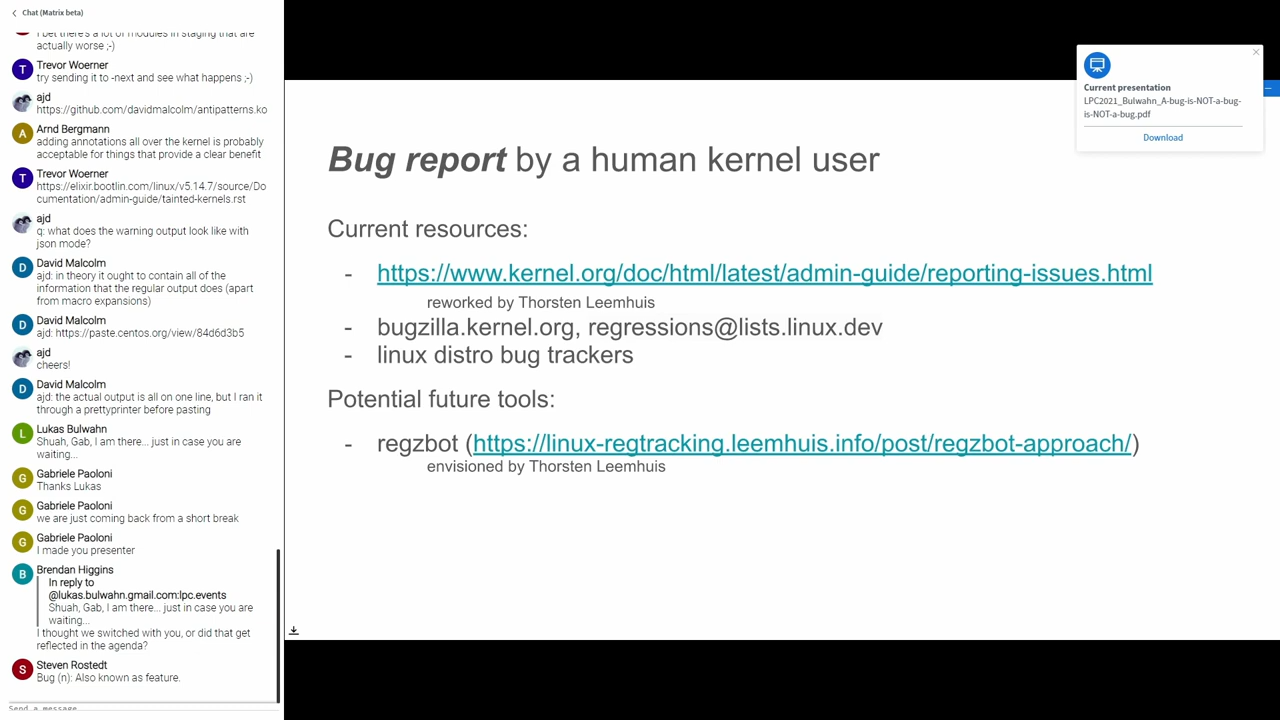 Chat (Matrix beta)
I bet there's a lot of modules in staging that are
actually worse ;-)
Trevor Woerner
try sending it to -next and see what happens ;-)
ajd
https://github.com/davidmalcolm/antipatterns.ko
Arnd Bergmann
adding annotations all over the kernel is probably
acceptable for things that provide a clear benefit
Trevor Woerner
https://elixir.bootlin.com/linux/v5.14.7/source/Do
cumentation/admin-guide/tainted-kernels.rst
ajd
q: what does the warning output look like with
json mode?
David Malcolm
ajd: in theory it ought to contain all of the
information that the regular output does (apart
from macro expansions)
David Malcolm
ajd: https://paste.centos.org/view/84d6d3b5
ajd
cheers!
David Malcolm
ajd: the actual output is all on one line, but I ran it
through a prettyprinter before pasting
L
Lukas Bulwahn
Shuah, Gab, I am there... just in case you are
waiting...
Gabriele Paoloni
Thanks Lukas
Gabriele Paoloni
we are just coming back from a short break
Gabriele Paoloni
I made you presenter
Brendan Higgins
In reply to
@lukas.bulwahn.gmail.com:lpc.events
Shuah, Gab, I am there... just in case you are
waiting...
I thought we switched with you, or did that get
reflected in the agenda?
Steven Rostedt
Bug (n): Also known as feature.
Send a message
Bug report by a human kernel user
Current resources:
- https://www.kernel.org/doc/html/latest/admin-guide/reporting-issues.html
reworked by Thorsten Leemhuis
- bugzilla.kernel.org, regressions@lists.linux.dev
- linux distro bug trackers
Potential future tools:
- regzbot (https://linux-regtracking.leemhuis.info/post/regzbot-approach/)
envisioned by Thorsten Leemhuis
Current presentation
LPC2021_Bulwahn_A-bug-is-NOT-a-bug-
is-NOT-a-bug.pdf
Download